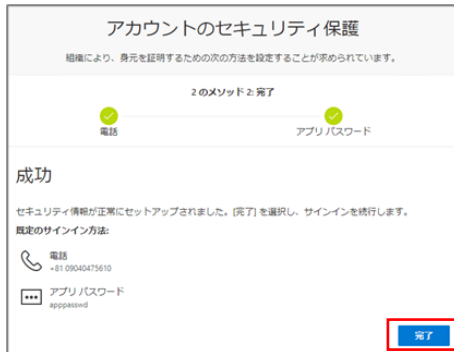 アカウントのセキュリティ保護
組織により、身元を証明するための次の方法を設定することが求められています。
2 のメソッド 2: 完了
電話
アプリ パスワード
成功
セキュリティ情報が正常にセットアップされました。[完了] を選択し、サインインを続行します。
既定のサインイン方法:
電話
+81 09040475610
アプリ パスワード
apppasswd
完了